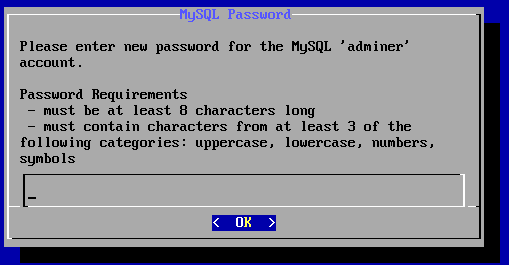 MySQL Password
Please enter new password for the MySQL 'adminer'
account.
Password Requirements
- must be at least 8 characters long
- must contain characters from at least 3 of the
following categories: uppercase, lowercase, numbers,
symbols
_
< OK >